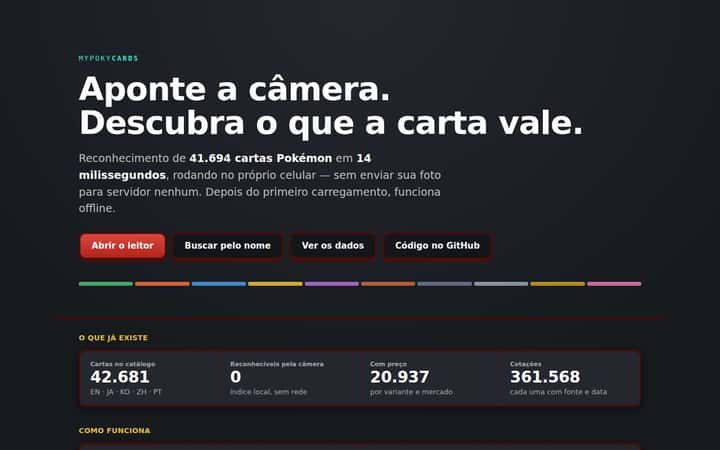 MYPOKYCARDS
Aponte a câmera.
Descubra o que a carta vale.
Reconhecimento de 41.694 cartas Pokémon em 14
milissegundos, rodando no próprio celular — sem enviar sua foto
para servidor nenhum. Depois do primeiro carregamento, funciona
offline.
Abrir o leitor Buscar pelo nome Ver os dados Código no GitHub
O QUE JÁ EXISTE
Cartas no catálogo Reconhecíveis pela câmera Com preço Cotações
42.681 0 20.937 361.568
EN · JA · KO · ZH · PT índice local, sem rede por variante e mercado cada uma com fonte e data
COMO FUNCIONA